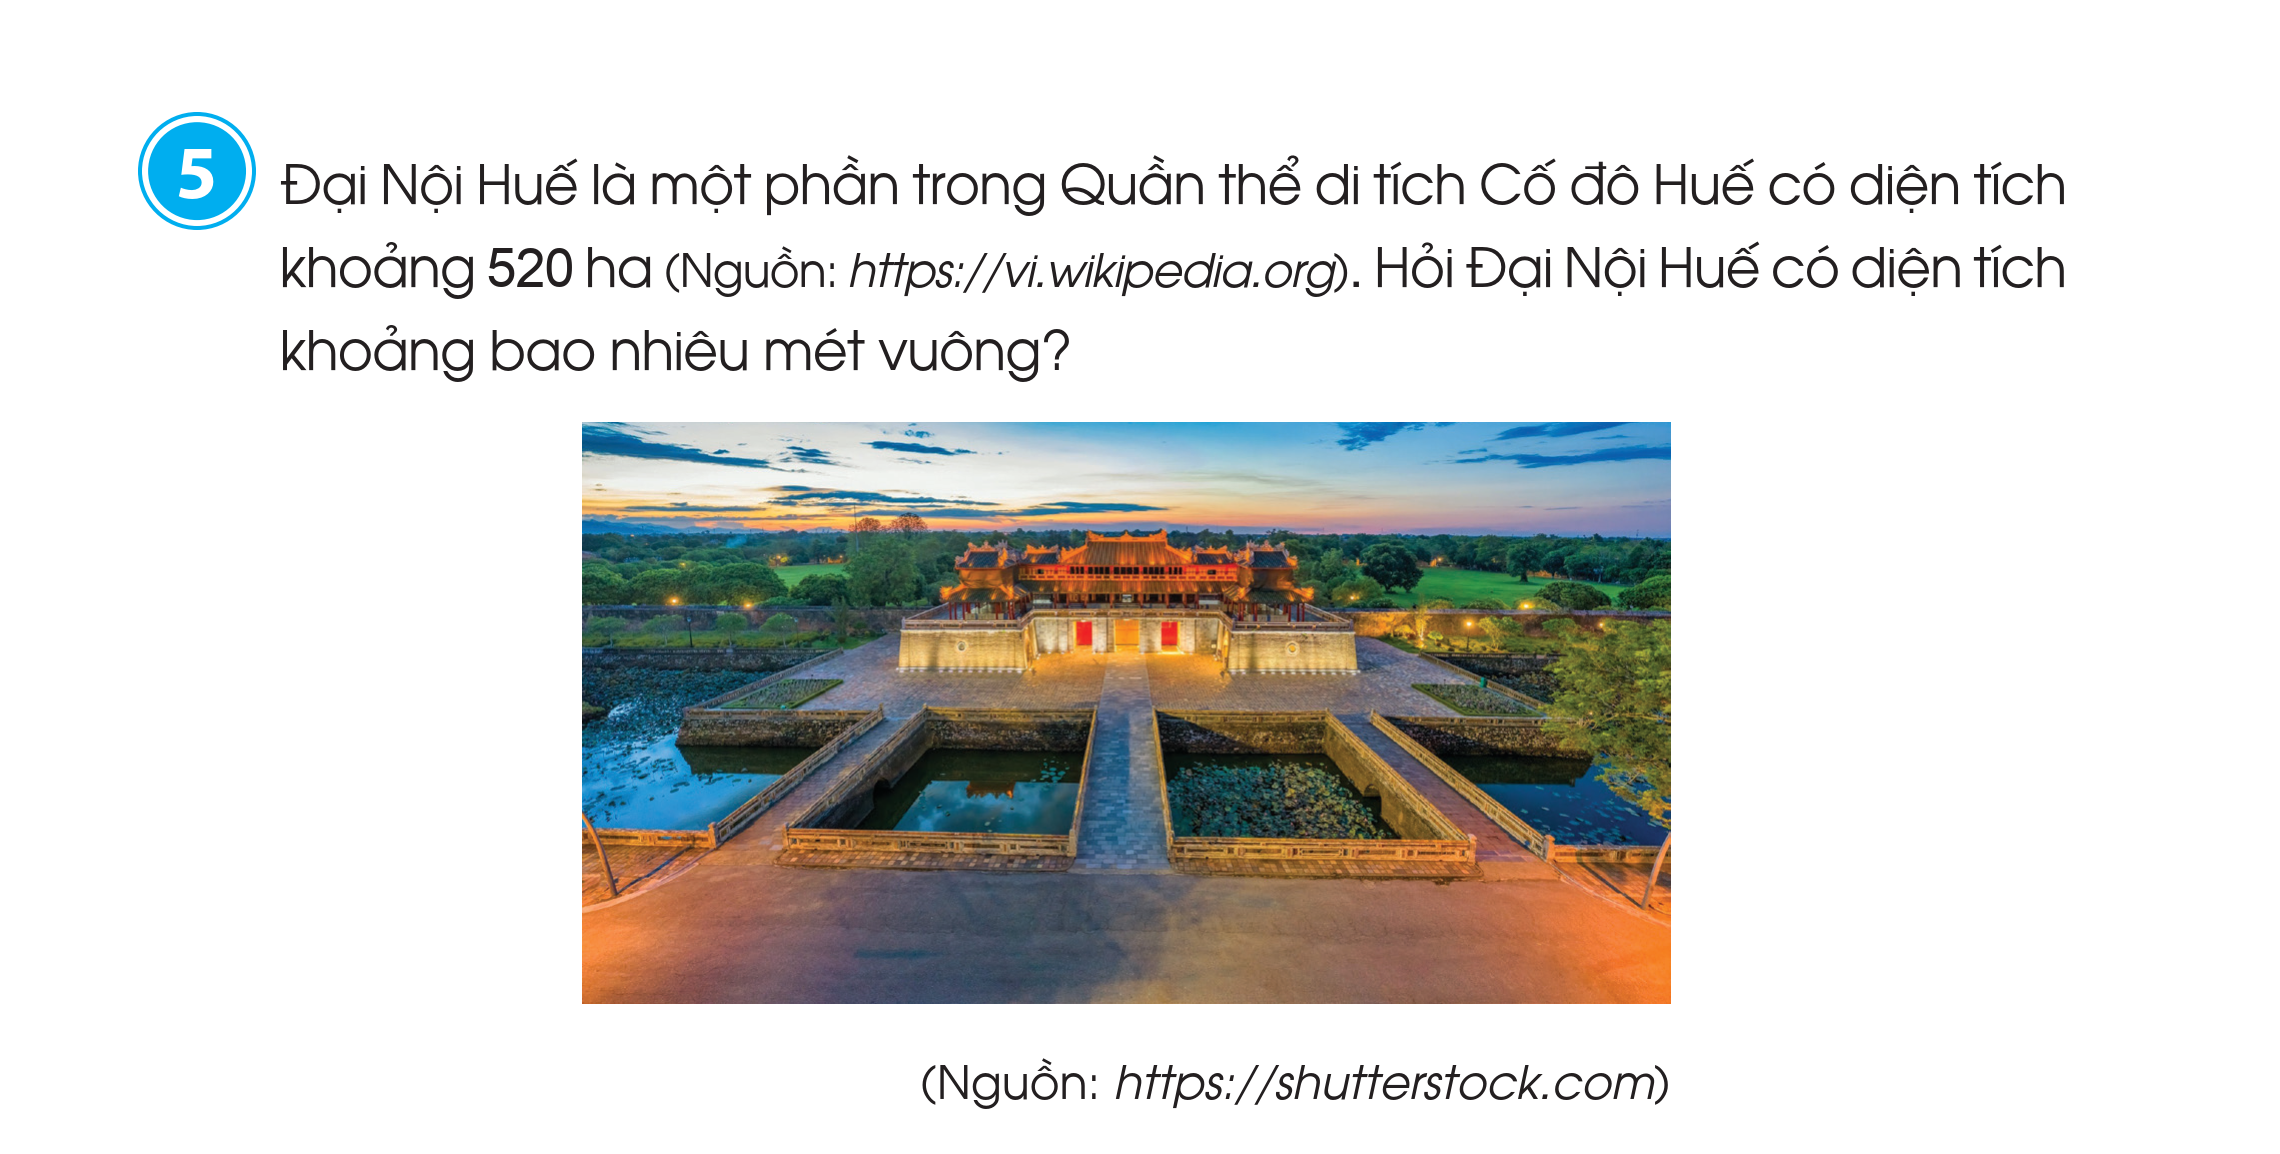 5
Đại Nội Huế là một phần trong Quần thể di tích Cố đô Huế có diện tích
khoảng 520 ha (Nguồn: https://vi.wikipedia.org). Hỏi Đại Nội Huế có diện tích
khoảng bao nhiêu mét vuông?
(Nguồn: https://shutterstock.com)